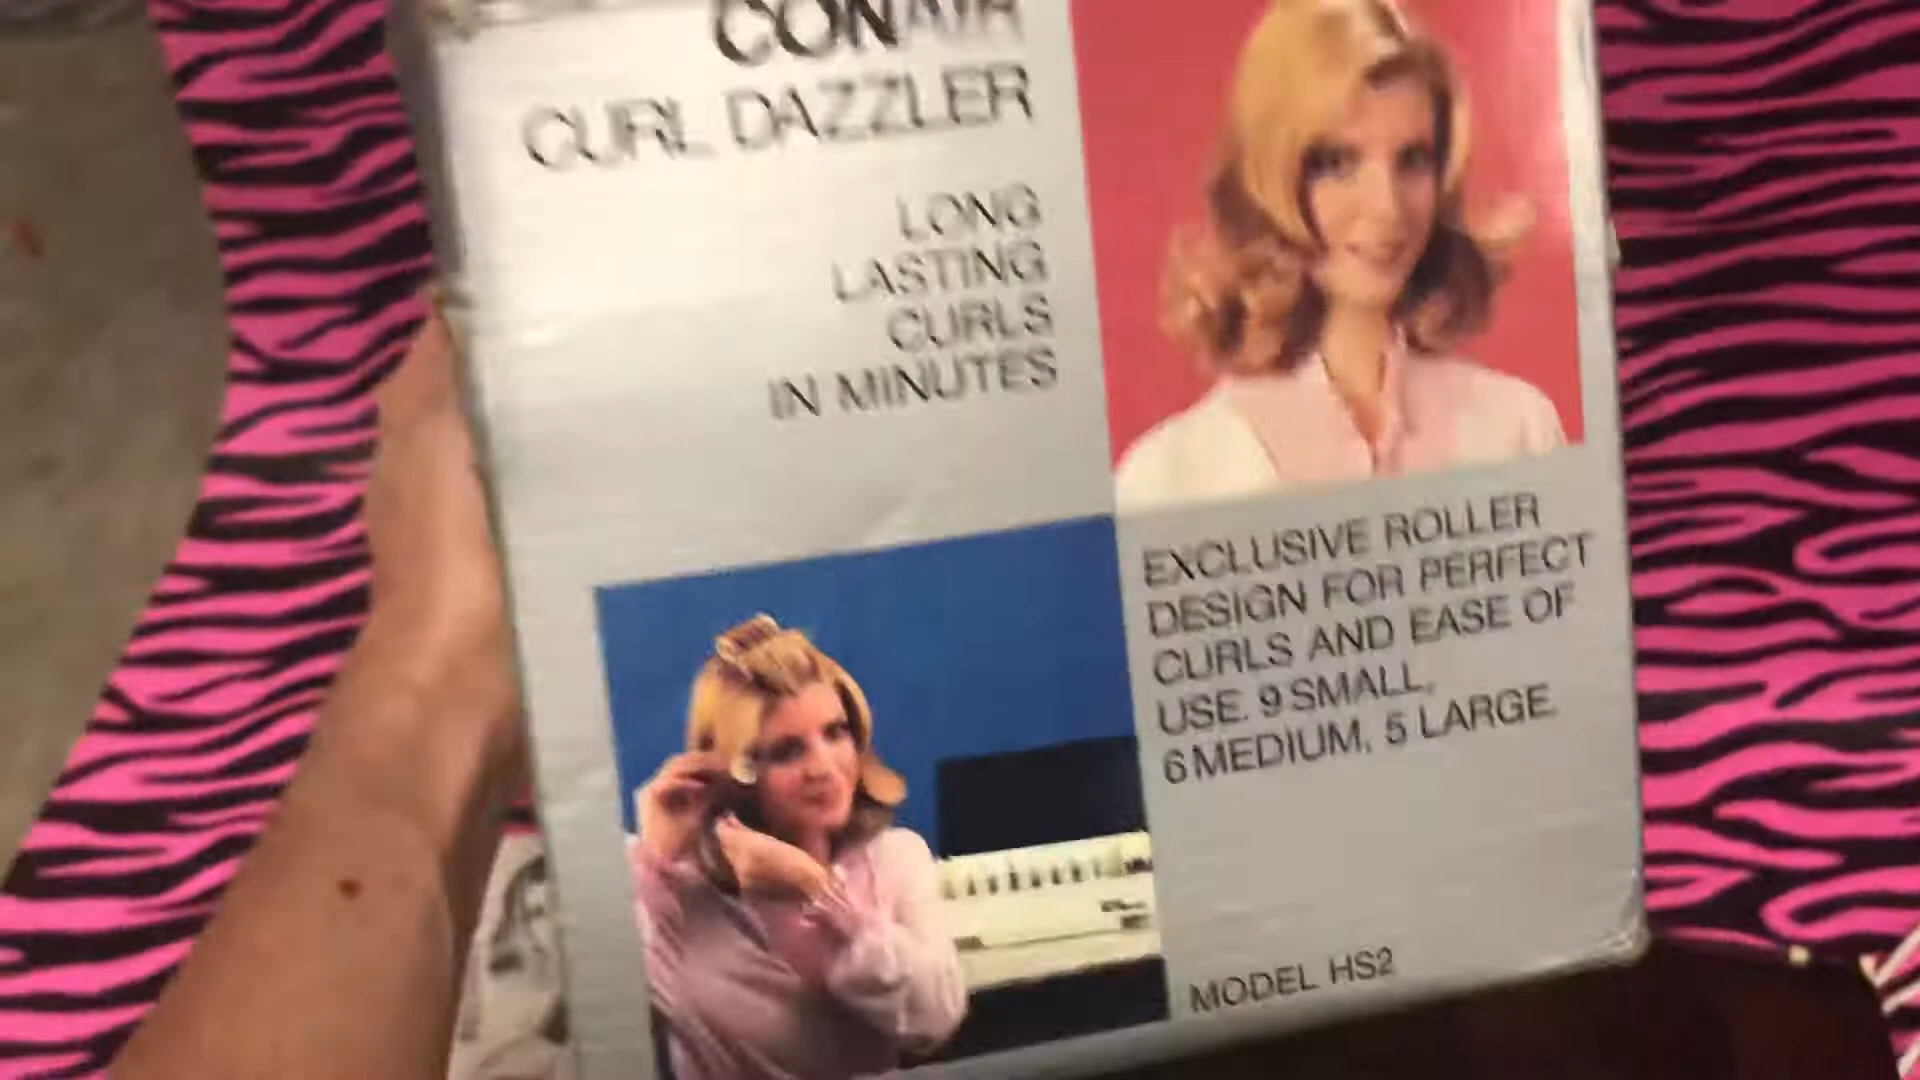 CONAIR
CURL DAZZLER
LONG
LASTING
CURLS
IN MINUTES
EXCLUSIVE ROLLER
DESIGN FOR PERFECT
CURLS AND EASE OF
USE. 9 SMALL,
6 MEDIUM, 5 LARGE.
MODEL HS2